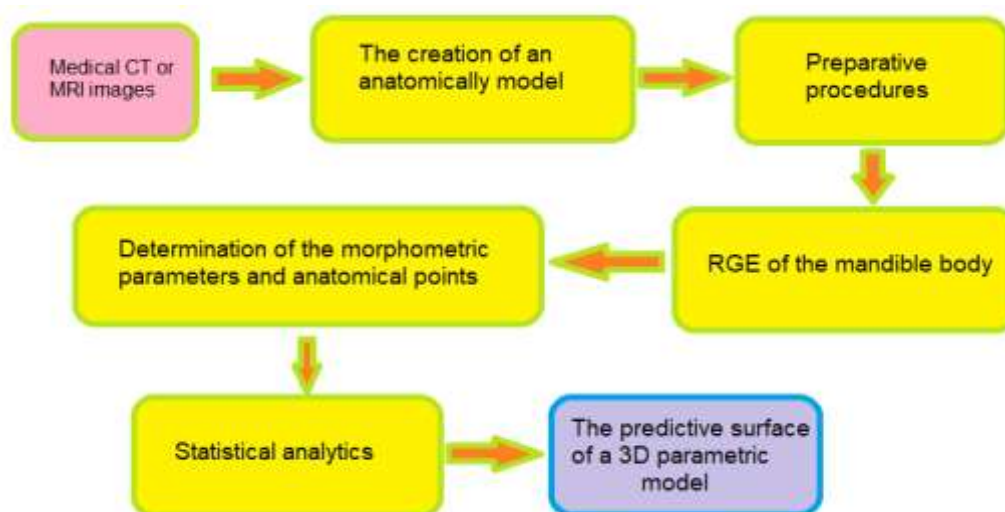 Medical CT or
MRI images
The creation of an
anatomically model
Preparative
procedures
RGE of the mandible body
Determination of the morphometric
parameters and anatomical points
Statistical analytics
The predictive surface
of a 3D parametric
model